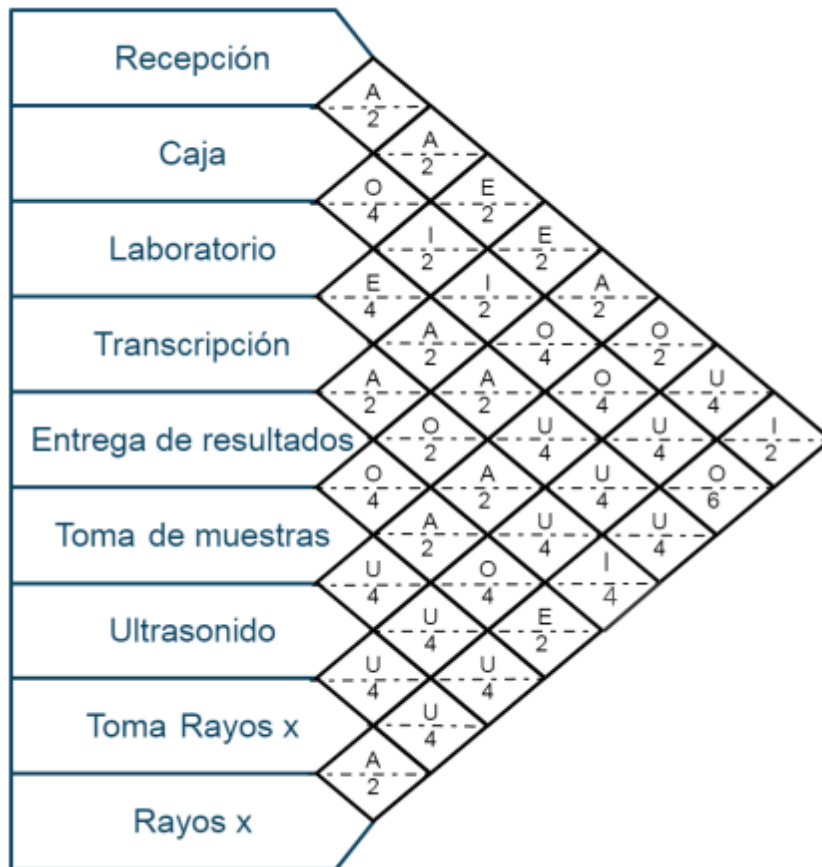 Recepción
A
2
Caja
A
2
O E
4 2
Laboratorio
I E
2 2
E I A
4 2 2
Transcripción
A O O
2 4 2
A A O U
2 2 4 4
Entrega de resultados
O U U I
2 4 4 2
O A U O
4 2 4 6
Toma de muestras
A U U
2 4 4
U O I
4 4 4
Ultrasonido
U E
4 2
U U
4 4
Toma Rayos x
U
4
A
2
Rayos x